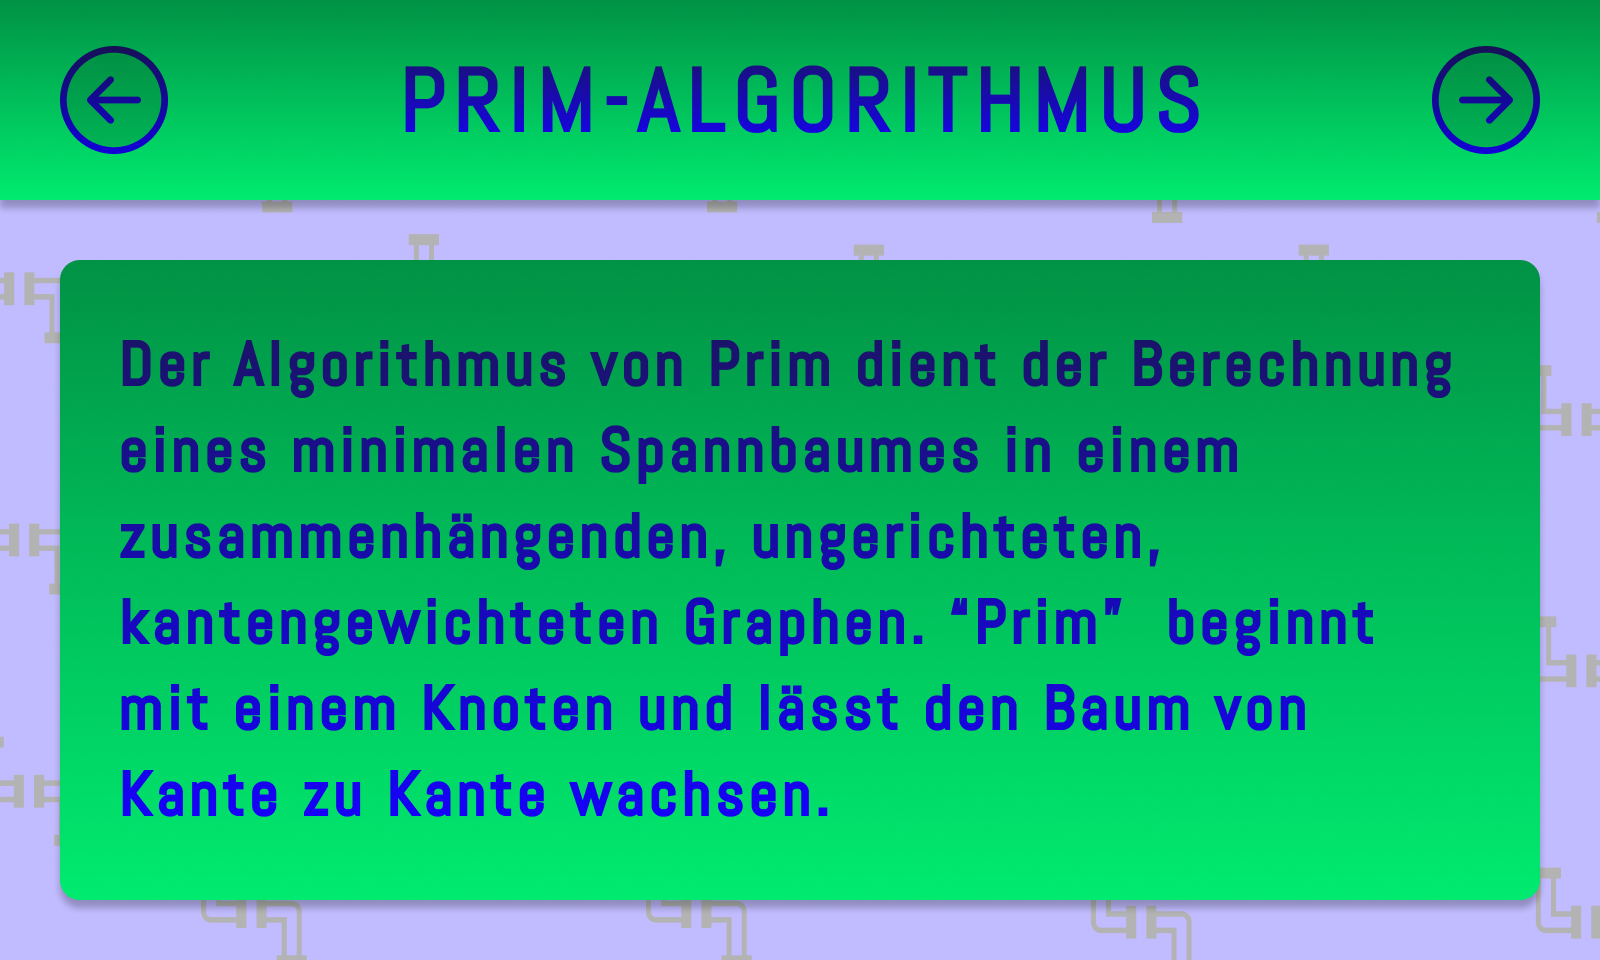 PRIM-ALGORITHMUS
Der Algorithmus von Prim dient der Berechnung
eines minimalen Spannbaumes in einem
zusammenhängenden, ungerichteten,
kantengewichteten Graphen. “Prim”  beginnt
mit einem Knoten und lässt den Baum von
Kante zu Kante wachsen.